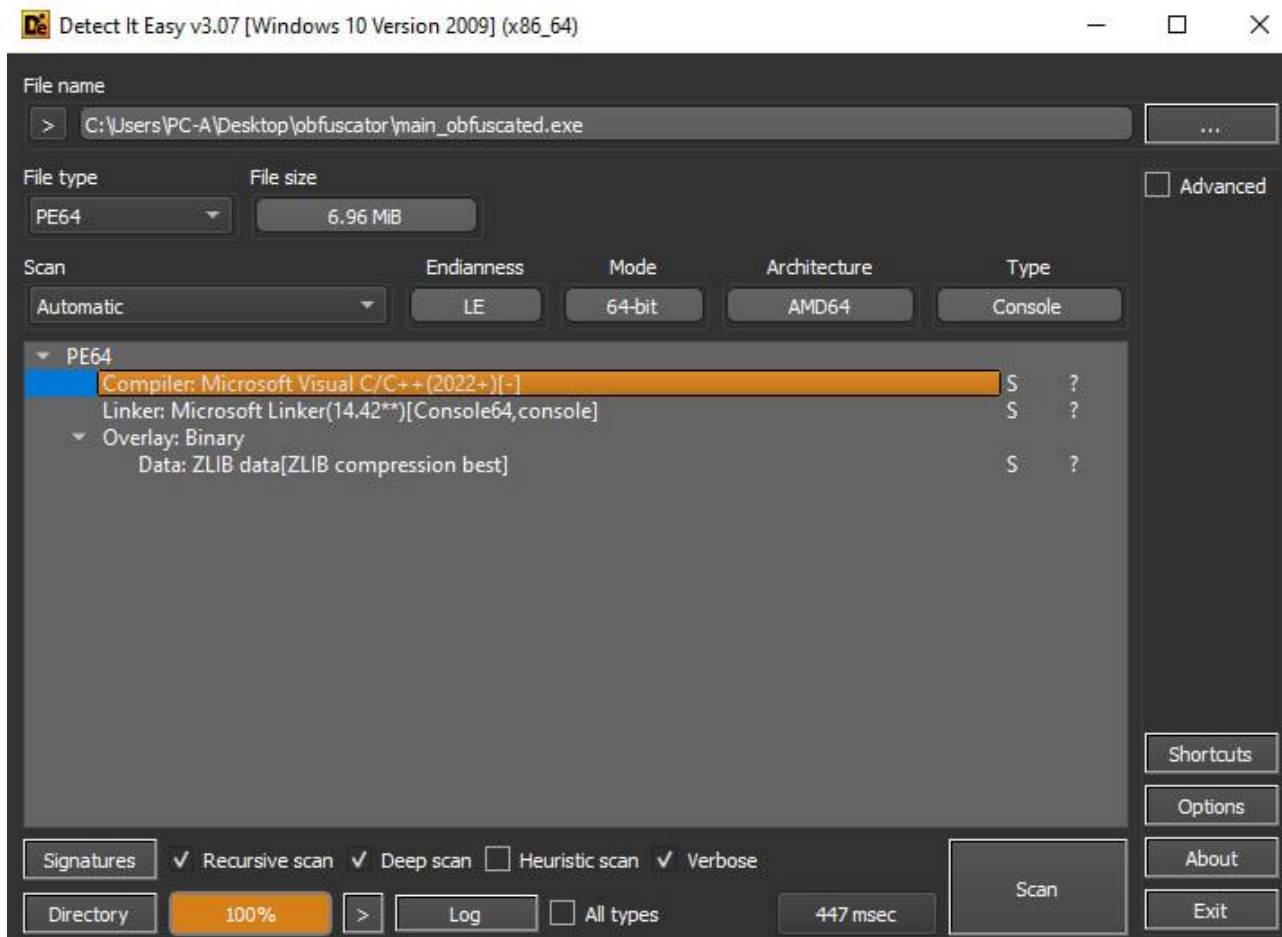 Detect It Easy v3.07 [Windows 10 Version 2009] (x86_64)
File name
> C:\Users\PC-A\Desktop\obfuscator\main_obfuscated.exe ...
File type File size Advanced
PE64 6.96 MiB
Scan Endianness Mode Architecture Type
Automatic LE 64-bit AMD64 Console
PE64
Compiler: Microsoft Visual C/C++(2022+)[-] S ?
Linker: Microsoft Linker(14.42**)[Console64,console] S ?
Overlay: Binary
Data: ZLIB data[ZLIB compression best] S ?
Shortcuts
Options
Signatures Recursive scan Deep scan Heuristic scan Verbose Scan About
Directory 100% > Log All types 447 msec Exit